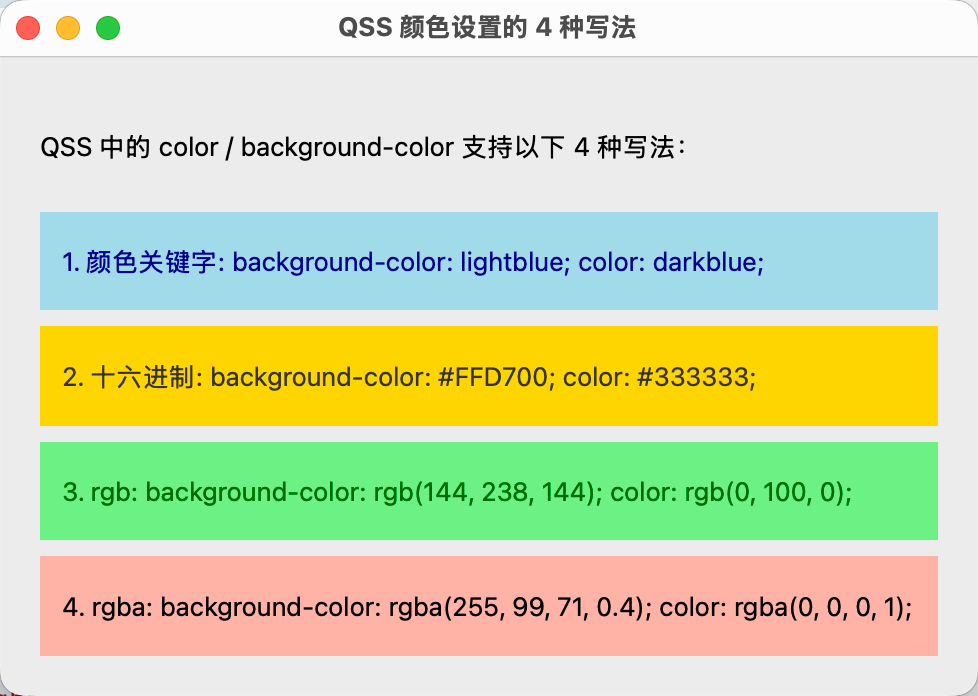 QSS 颜色设置的 4 种写法
QSS 中的 color / background-color 支持以下 4 种写法：
1. 颜色关键字: background-color: lightblue; color: darkblue;
2. 十六进制: background-color: #FFD700; color: #333333;
3. rgb: background-color: rgb(144, 238, 144); color: rgb(0, 100, 0);
4. rgba: background-color: rgba(255, 99, 71, 0.4); color: rgba(0, 0, 0, 1);